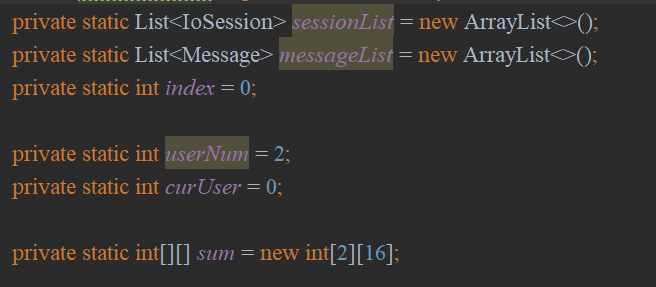 private static List<IoSession> sessionList = new ArrayList<>();
private static List<Message> messageList = new ArrayList<>();
private static int index = 0;
private static int userNum = 2;
private static int curUser = 0;
private static int[][] sum = new int[2][16];